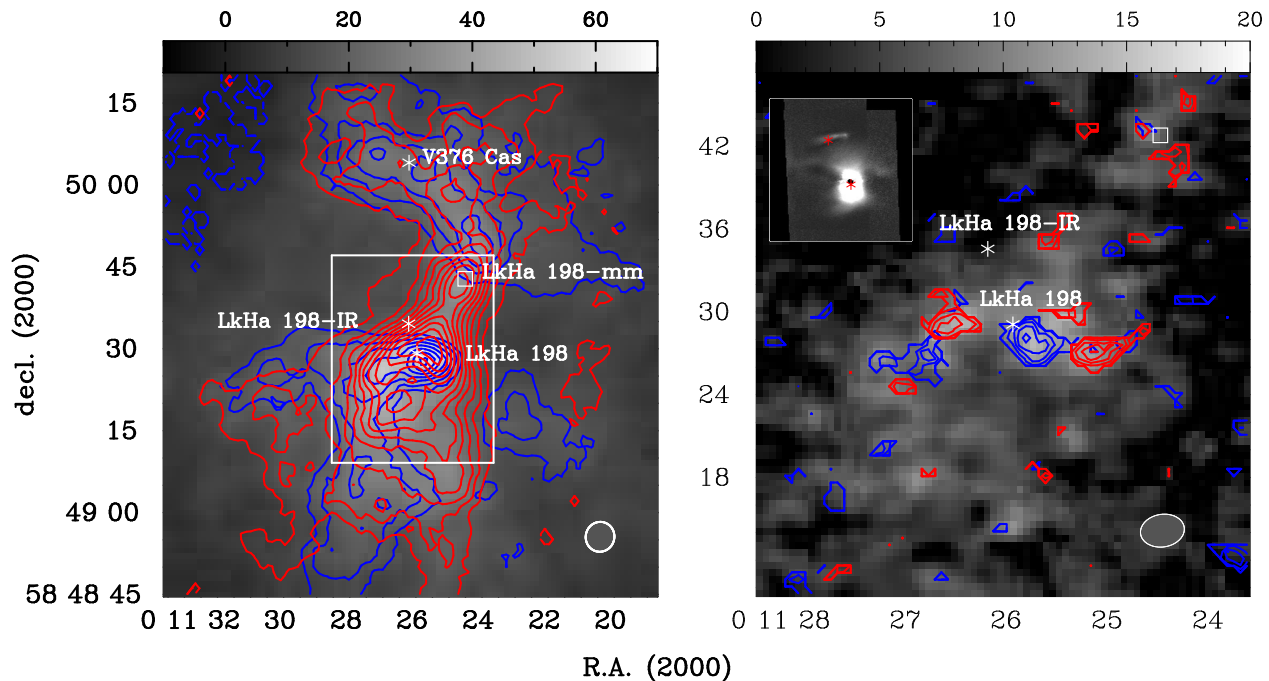 0 20 40 60
0 5 10 15 20
15
V376 Cas
50 00
45
LkHa 198-mm
LkHa 198-IR
30
LkHa 198
15
49 00
58 48 45
0 11 32 30 28 26 24 22 20
decl. (2000)
42
36
LkHa 198-IR
LkHa 198
30
24
18
0 11 28 27 26 25 24
R.A. (2000)